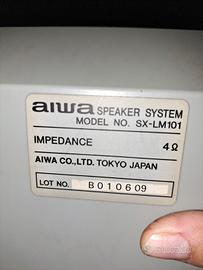 aiwa SPEAKER SYSTEM
MODEL NO. SX-LM101
IMPEDANCE 4Ω
AIWA CO., LTD. TOKYO JAPAN
LOT NO. B010609